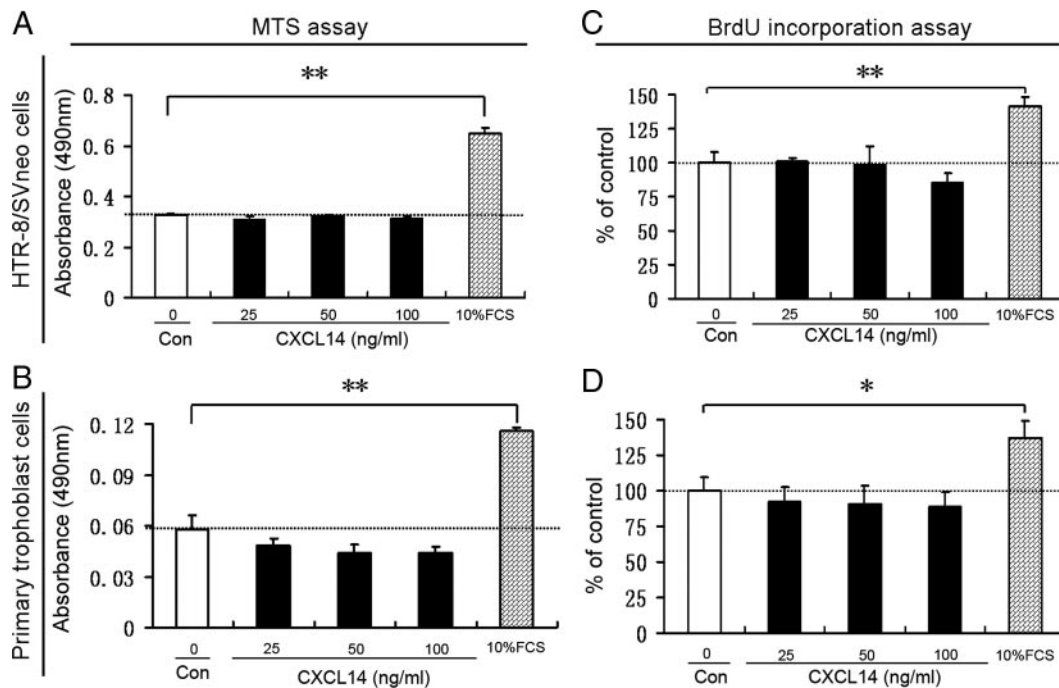 A
MTS assay
HTR-8/SVneo cells
Absorbance (490nm)
**
0.8
0.6
0.4
0.2
0
0
25
50
100
10%FCS
Con
CXCL14 (ng/ml)
C
BrdU incorporation assay
% of control
**
150
125
100
75
50
25
0
0
25
50
100
10%FCS
Con
CXCL14 (ng/ml)
B
Primary trophoblast cells
Absorbance (490nm)
**
0.12
0.09
0.06
0.03
0
0
25
50
100
10%FCS
Con
CXCL14 (ng/ml)
D
% of control
*
150
125
100
75
50
25
0
0
25
50
100
10%FCS
Con
CXCL14 (ng/ml)